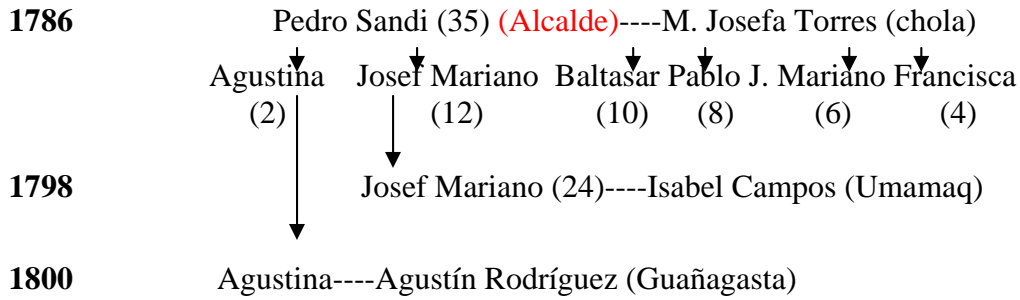 1786 Pedro Sandi (35) (Alcalde)----M. Josefa Torres (chola)
Agustina Josef Mariano Baltasar Pablo J. Mariano Francisca
(2) (12) (10) (8) (6) (4)
1798 Josef Mariano (24)----Isabel Campos (Umamaq)
1800 Agustina----Agustín Rodríguez (Guañagasta)